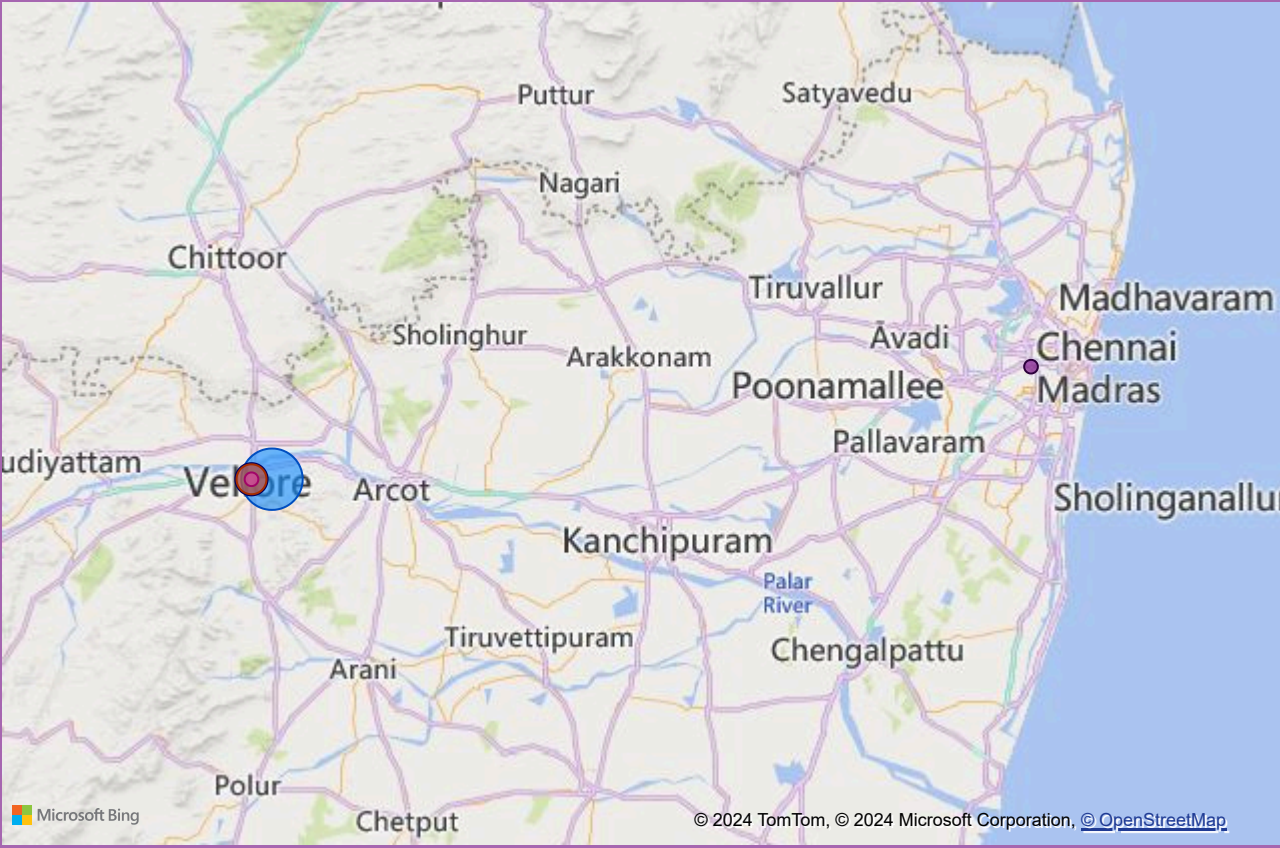 Puttur
Satyavedu
Nagari
Chittoor
Tiruvallur
Madhavaram
Sholinghur
Āvadi
Chennai
Arakkonam
Poonamallee
Madras
Pallavaram
udiyattam
Vellore
Arcot
Sholinganallur
Kanchipuram
Palar
River
Tiruvettipuram
Chengalpattu
Arani
Polur
Chetput
Microsoft Bing
© 2024 TomTom, © 2024 Microsoft Corporation, © OpenStreetMap